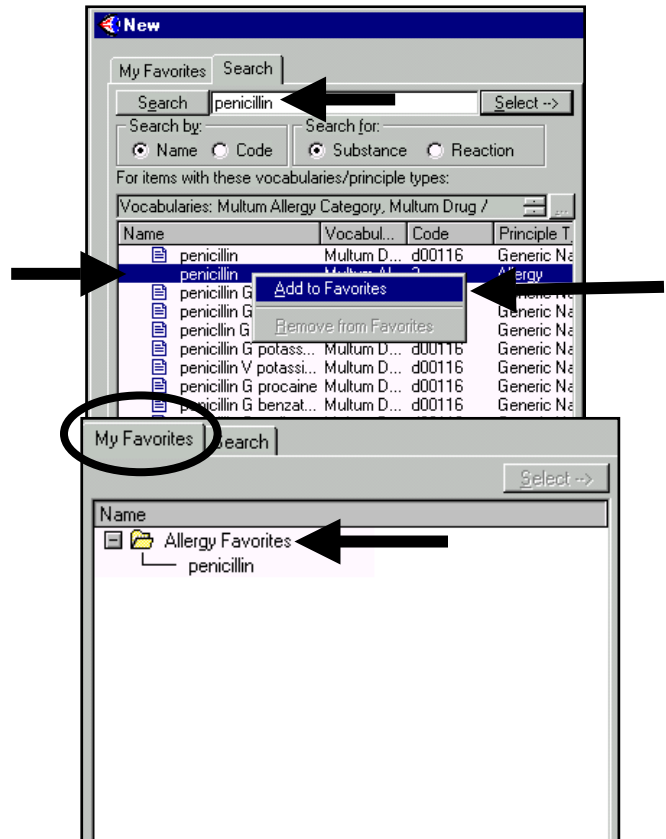 New
My Favorites Search
Search penicillin Select -->
Search by: Search for:
Name Code Substance Reaction
For items with these vocabularies/principle types:
Vocabularies: Multum Allergy Category, Multum Drug / ...
Name Vocabul... Code Principle T
penicillin Multum D... d00116 Generic Na
penicillin Allergy
Add to Favorites
penicillin G Generic Na
penicillin G Generic Na
Remove from Favorites
penicillin G Generic Na
penicillin G potass... Multum D... d00116 Generic Na
penicillin V potassi... Multum D... d00116 Generic Na
penicillin G procaine Multum D... d00116 Generic Na
penicillin G benzat... Multum D... d00116 Generic Na
My Favorites Search
Select -->
Name
Allergy Favorites
penicillin